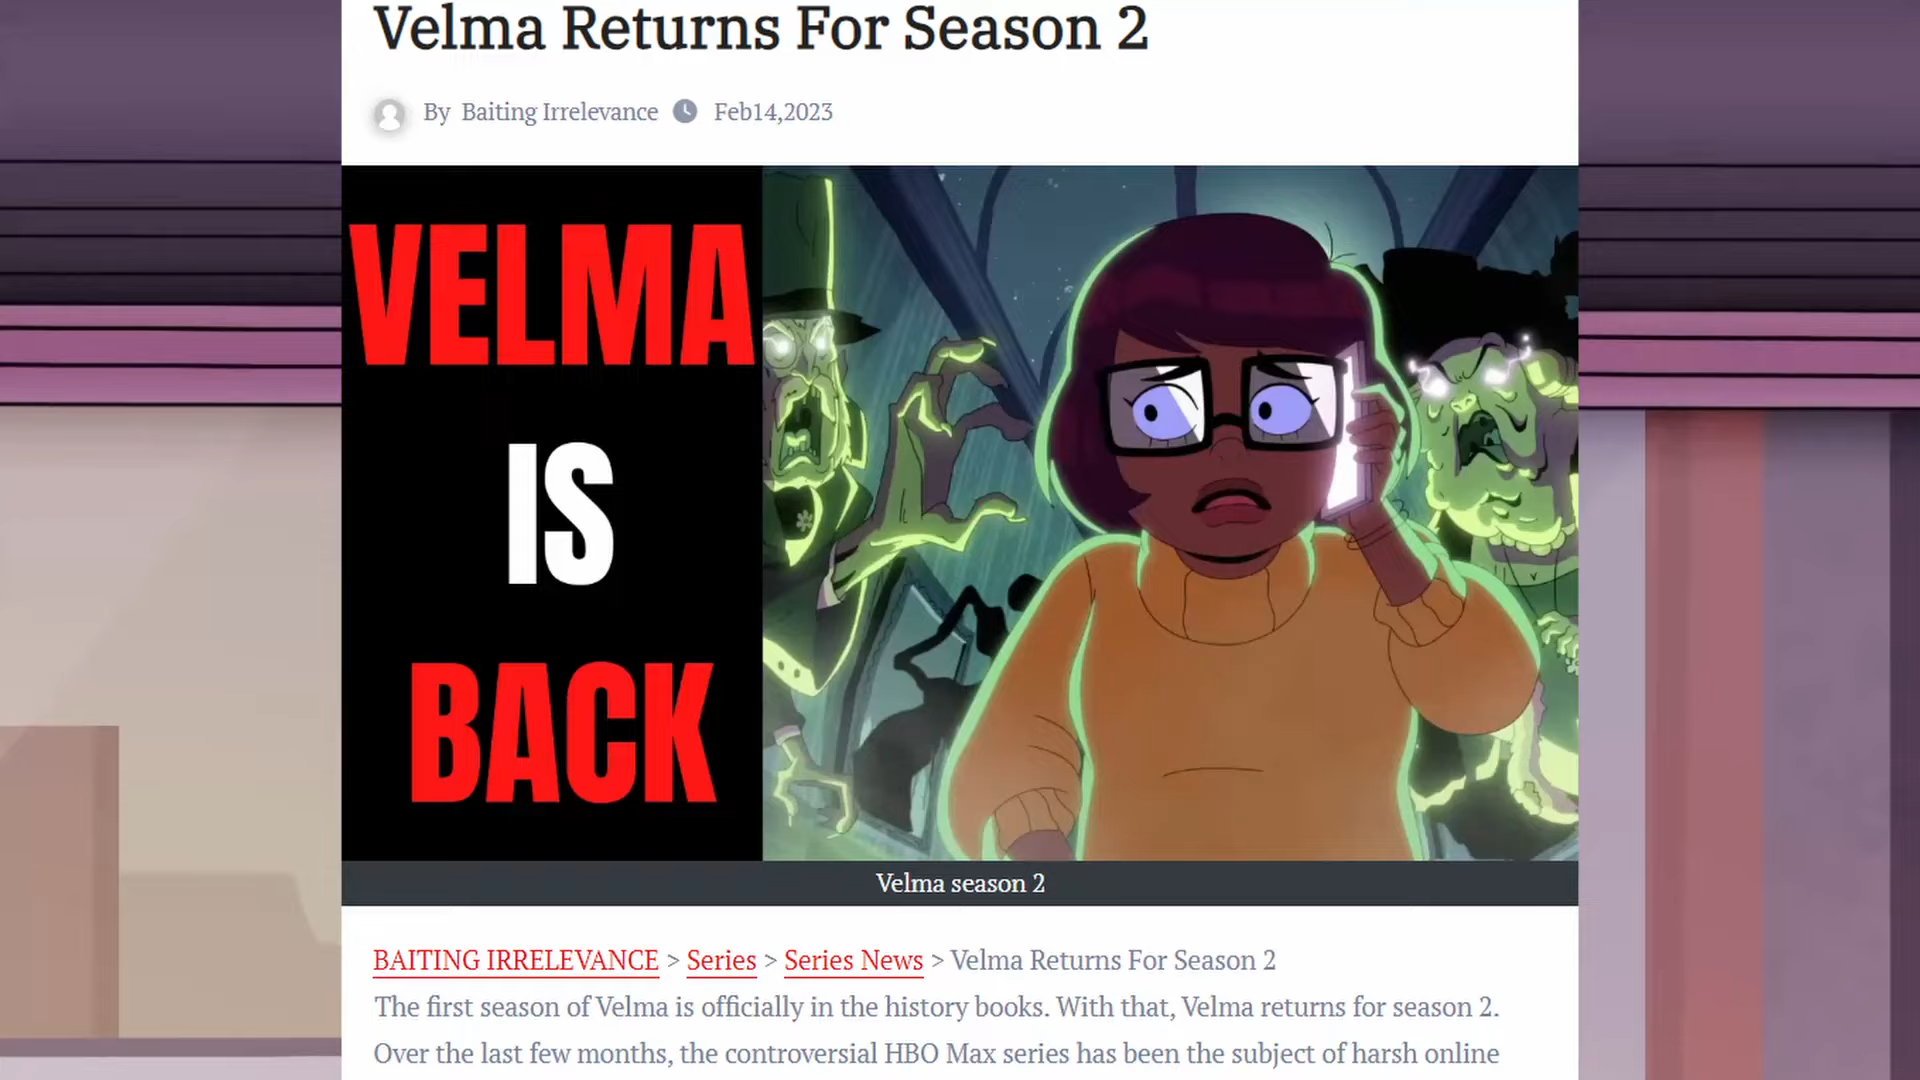 Velma Returns For Season 2
By Baiting Irrelevance Feb14,2023
VELMA
IS
BACK
Velma season 2
BAITING IRRELEVANCE > Series > Series News > Velma Returns For Season 2
The first season of Velma is officially in the history books. With that, Velma returns for season 2.
Over the last few months, the controversial HBO Max series has been the subject of harsh online